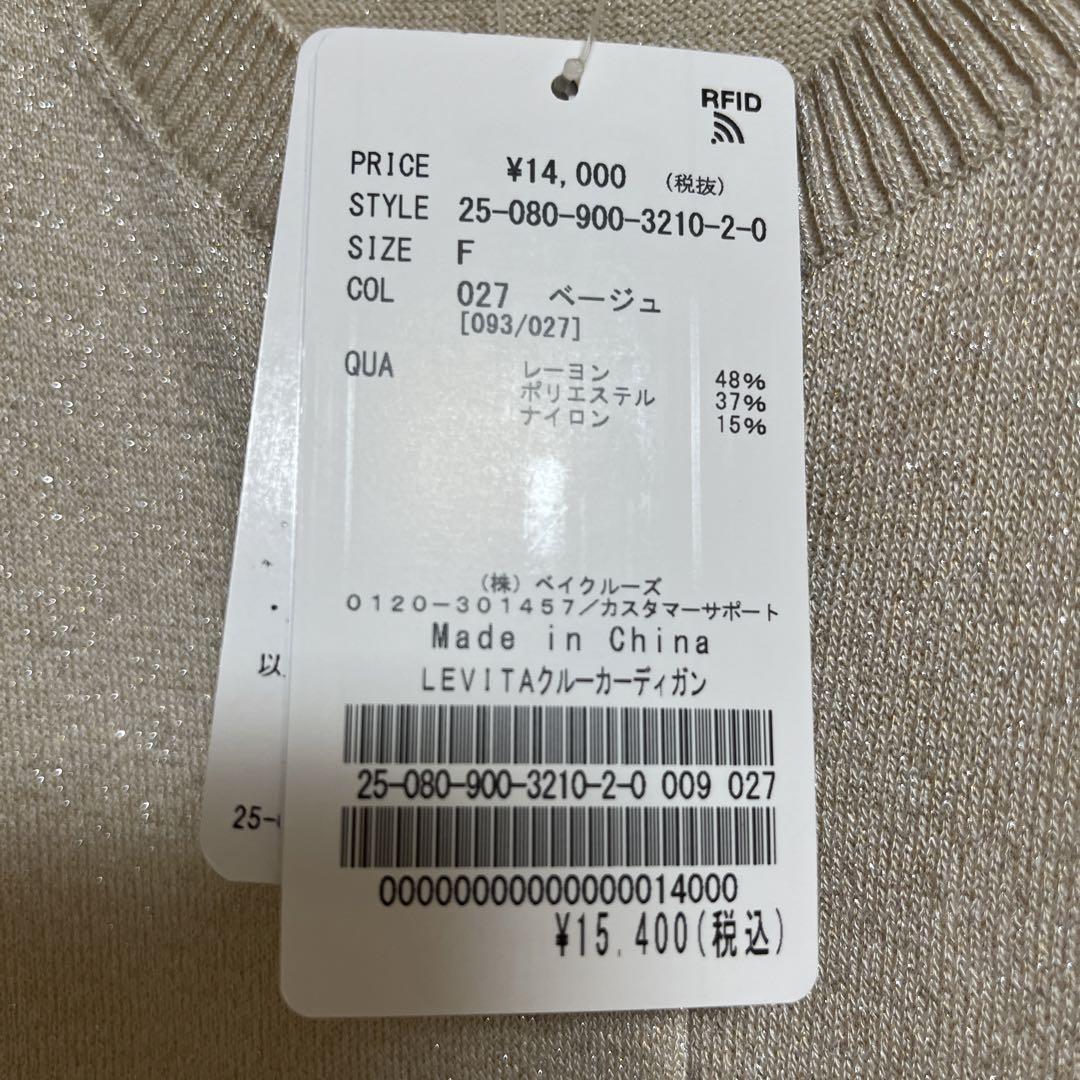 RFID
PRICE ¥14,000 (税抜)
STYLE 25-080-900-3210-2-0
SIZE F
COL 027 ベージュ
[093/027]
QUA レーヨン 48%
ポリエステル 37%
ナイロン 15%
(株)ベイクルーズ
0120-301457/カスタマーサポート
Made in China
LEVITAクルーカーディガン
25-080-900-3210-2-0 009 027
00000000000000014000
¥15,400(税込)
以
25-